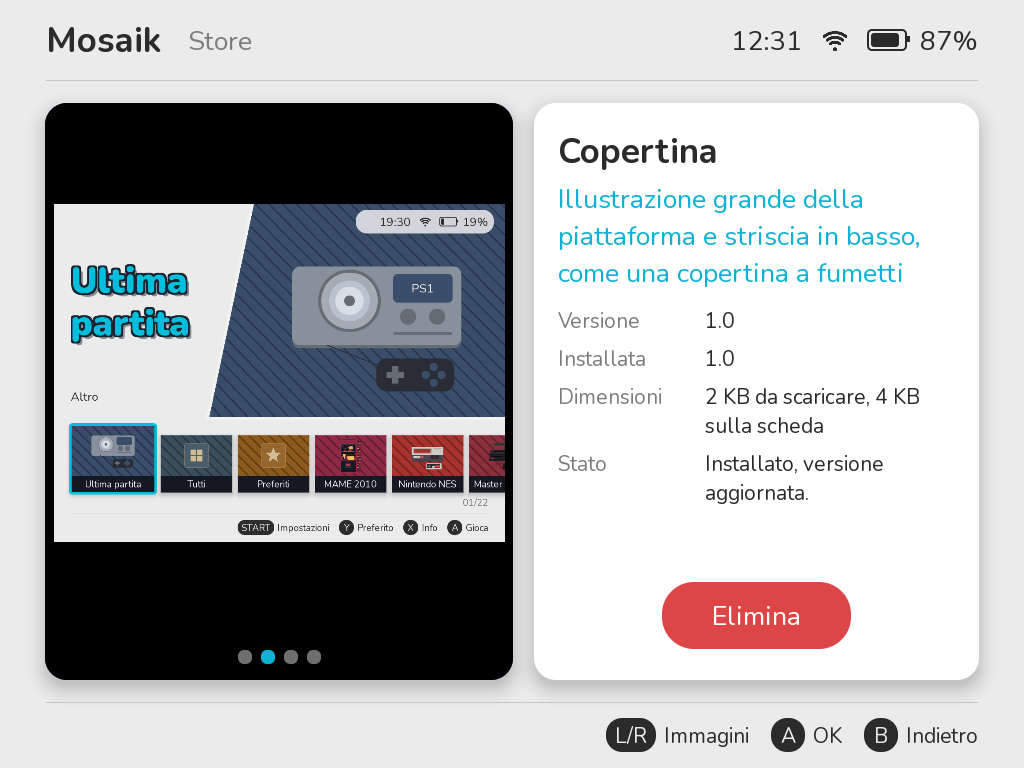 Mosaik Store 12:31 87%
19:30 19%
PS1
Ultima
partita
Altro
Ultima partita Tutti Preferiti MAME 2010 Nintendo NES Master
01/22
START Impostazioni Y Preferito X Info A Gioca
Copertina
Illustrazione grande della
piattaforma e striscia in basso,
come una copertina a fumetti
Versione 1.0
Installata 1.0
Dimensioni 2 KB da scaricare, 4 KB
sulla scheda
Stato Installato, versione
aggiornata.
Elimina
L/R Immagini A OK B Indietro